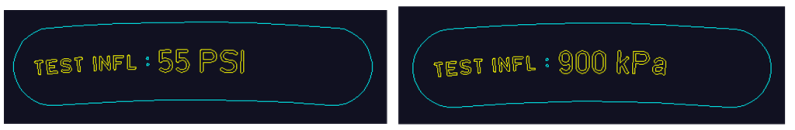 TEST INFL : 55 PSI
TEST INFL : 900 kPa